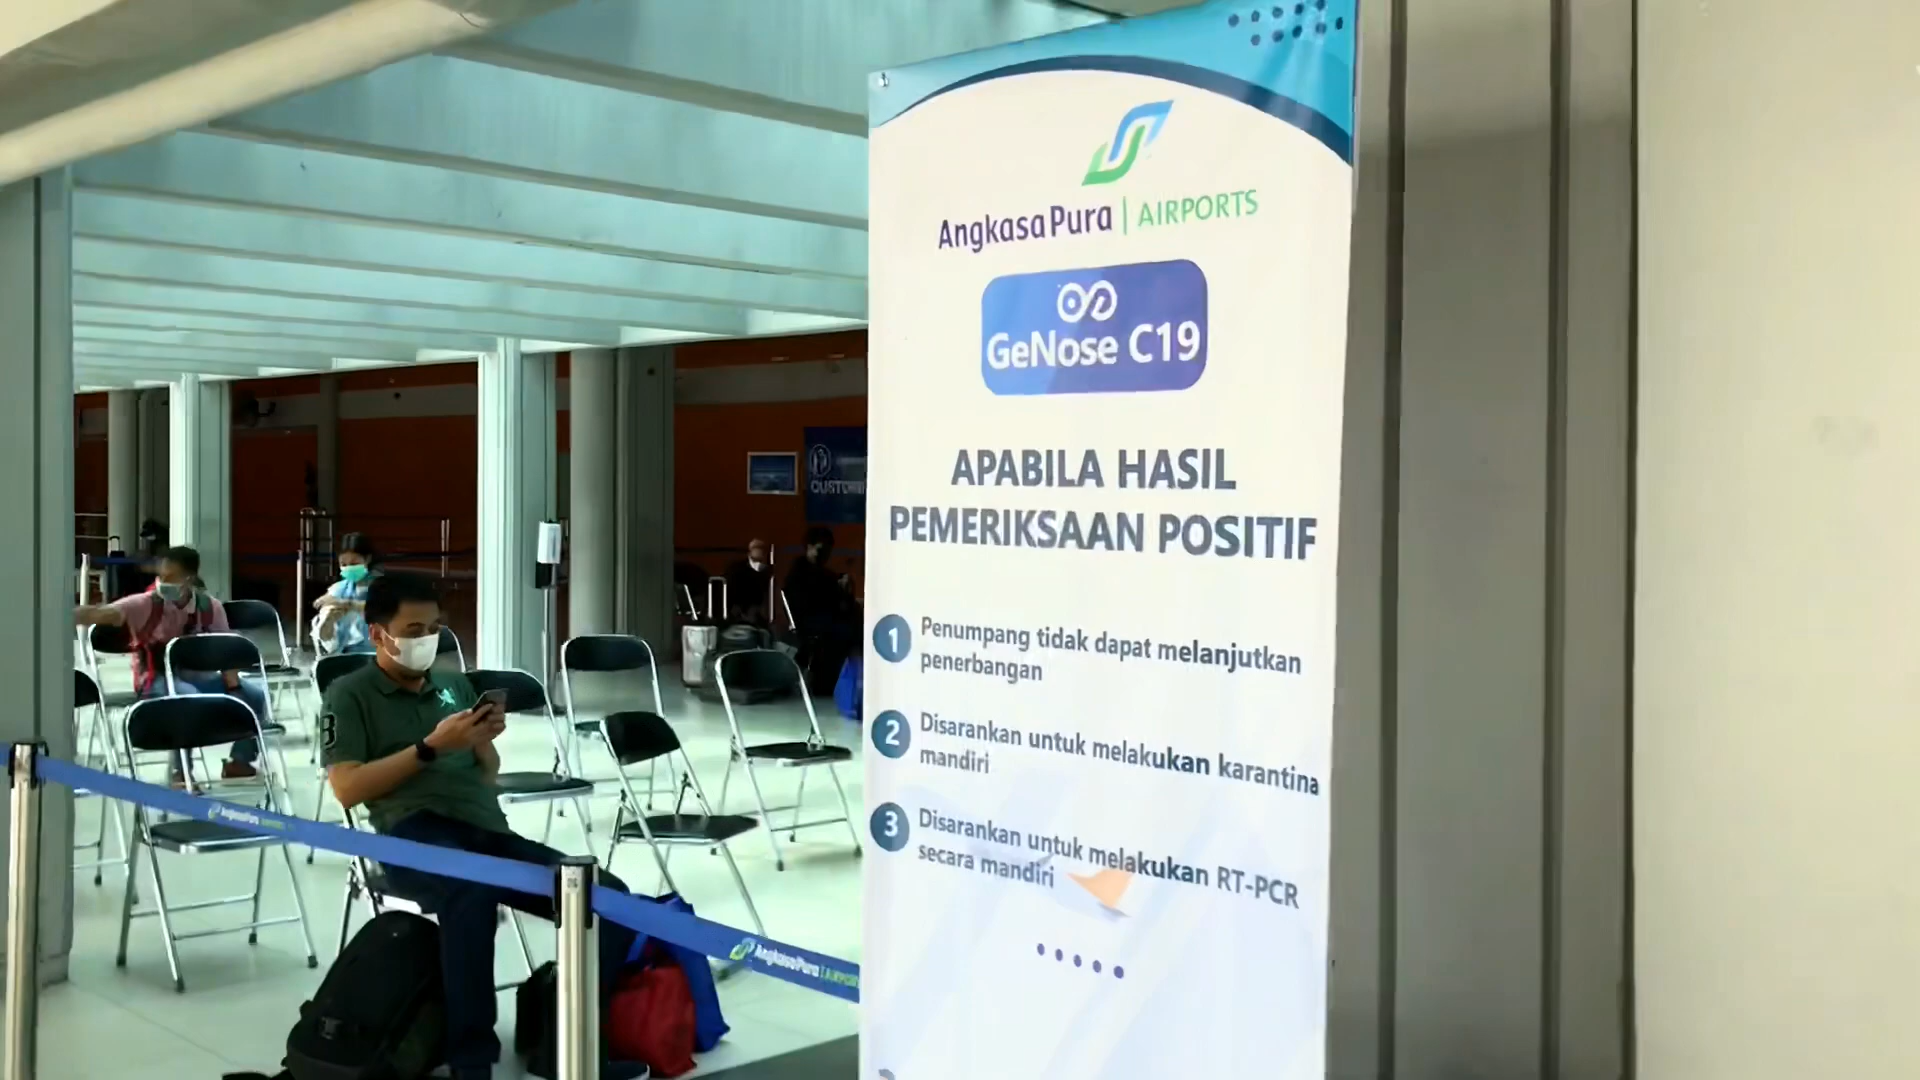 AngkasaPura | AIRPORTS
GeNose C19
APABILA HASIL
PEMERIKSAAN POSITIF
1 Penumpang tidak dapat melanjutkan
penerbangan
2 Disarankan untuk melakukan karantina
mandiri
3 Disarankan untuk melakukan RT-PCR
secara mandiri
AngkasaPura | AIRPORTS